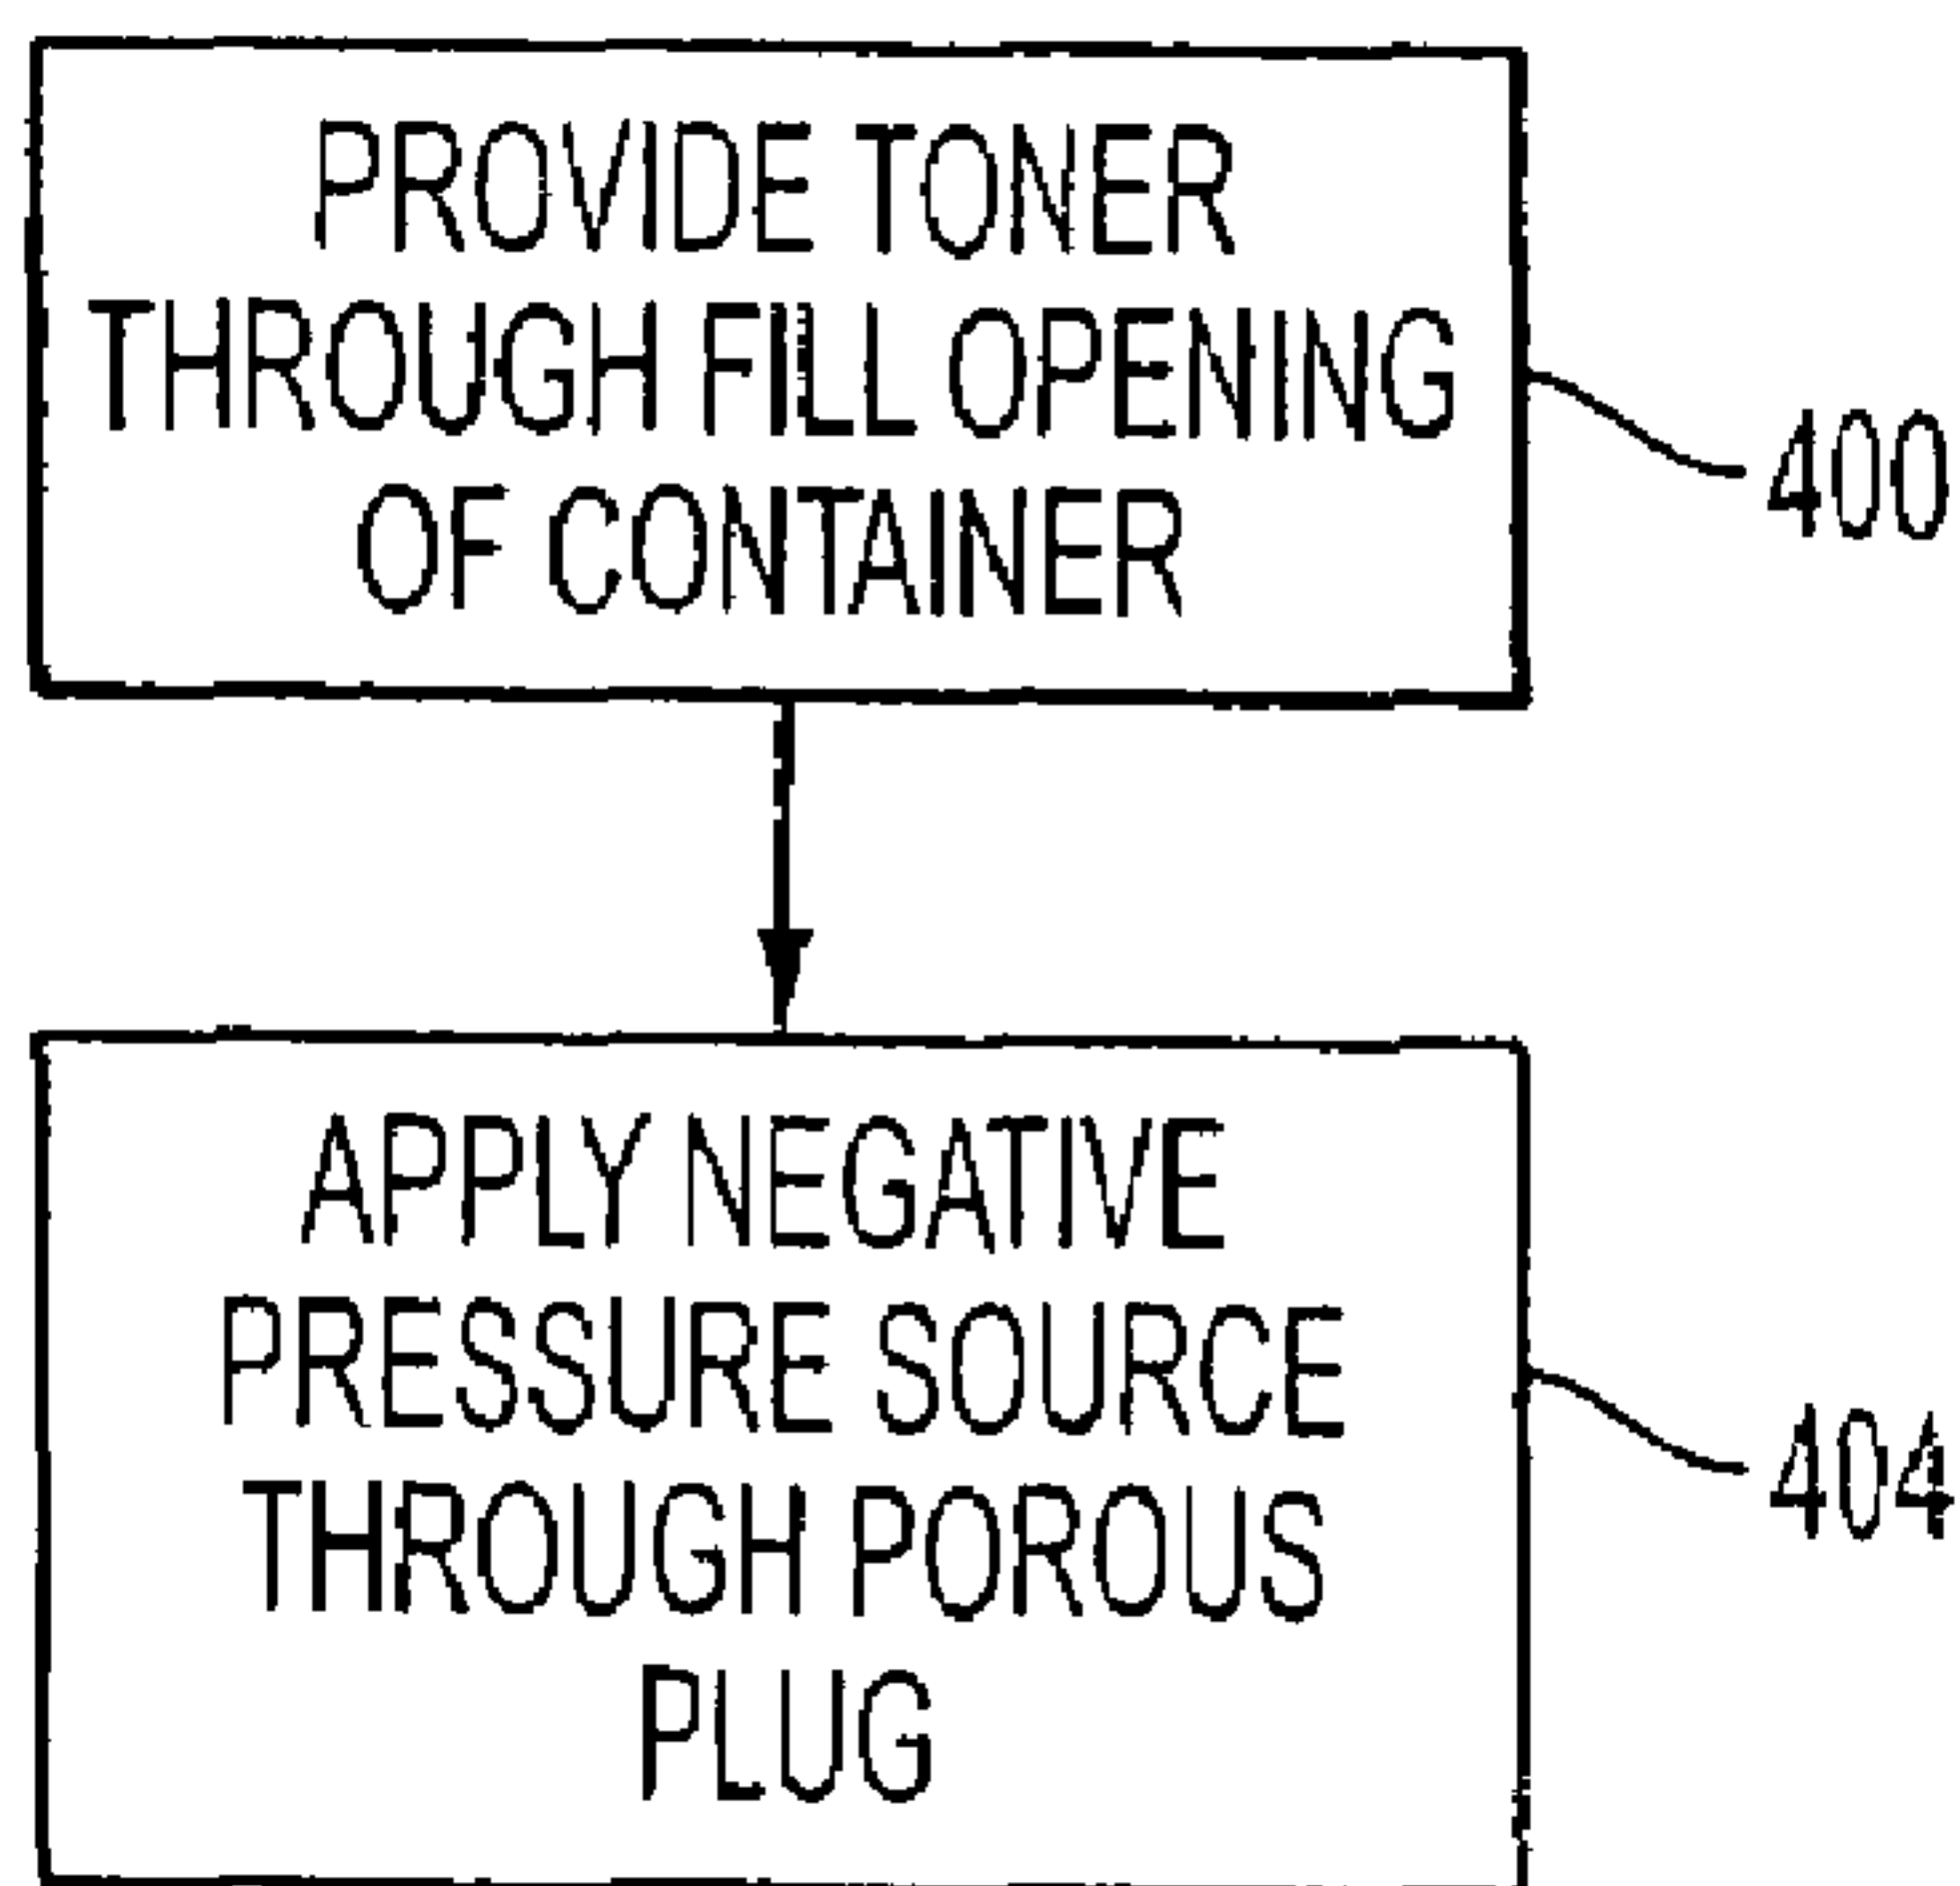 PROVIDE TONER
THROUGH FILL OPENING
OF CONTAINER
400
APPLY NEGATIVE
PRESSURE SOURCE
THROUGH POROUS
PLUG
404